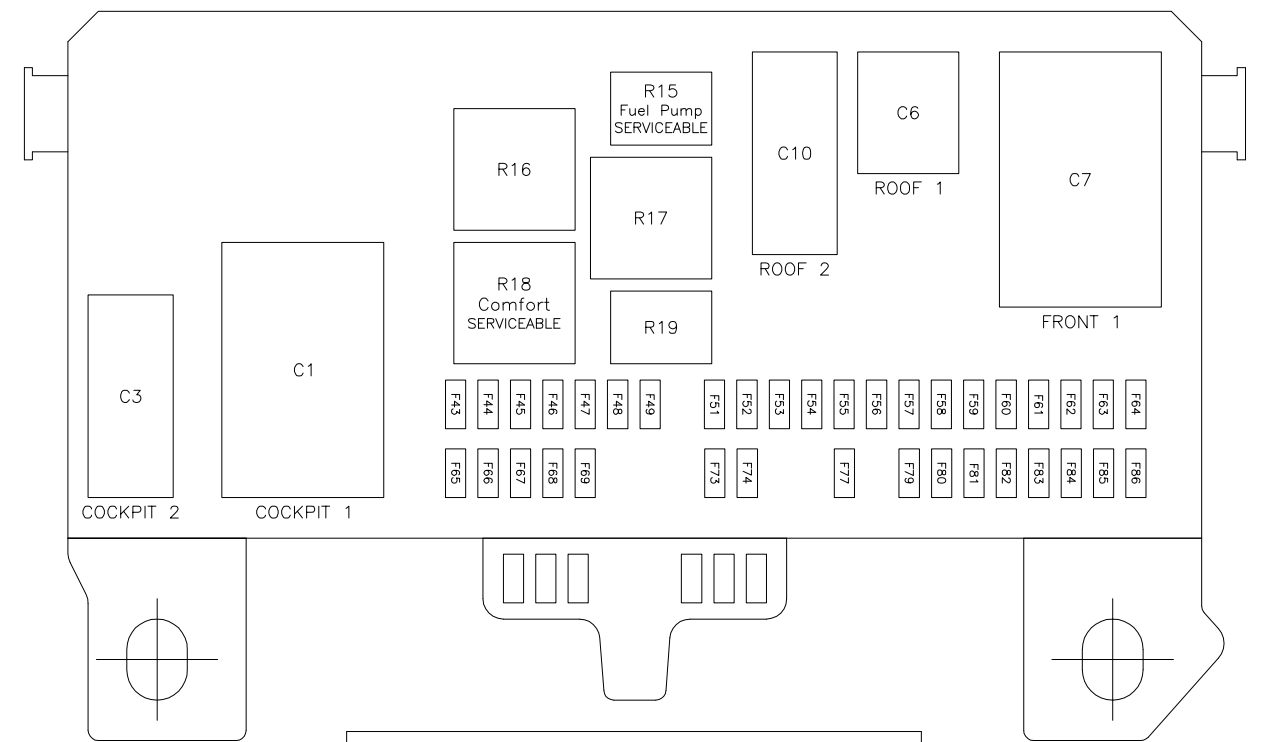 R15
Fuel Pump
SERVICEABLE
C6
C10
R16
C7
ROOF 1
R17
ROOF 2
R18
Comfort
SERVICEABLE
FRONT 1
R19
C1
C3
F43 F44 F45 F46 F47 F48 F49 F51 F52 F53 F54 F55 F56 F57 F58 F59 F60 F61 F62 F63 F64
F65 F66 F67 F68 F69 F73 F74 F77 F79 F80 F81 F82 F83 F84 F85 F86
COCKPIT 2
COCKPIT 1